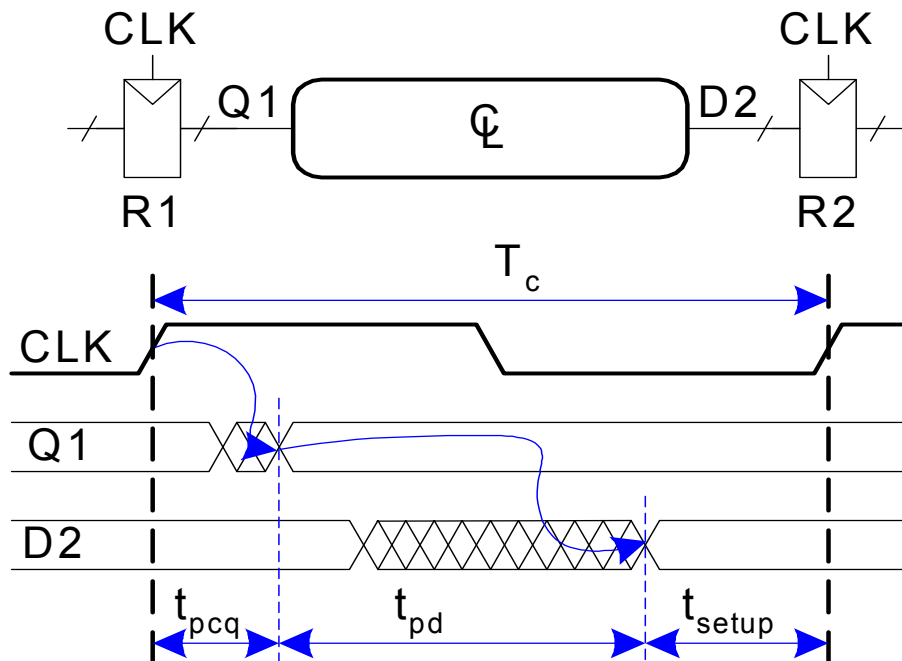 CLK CLK
Q1 CL D2
R1 R2
Tc
CLK
Q1
D2
tpcq tpd tsetup